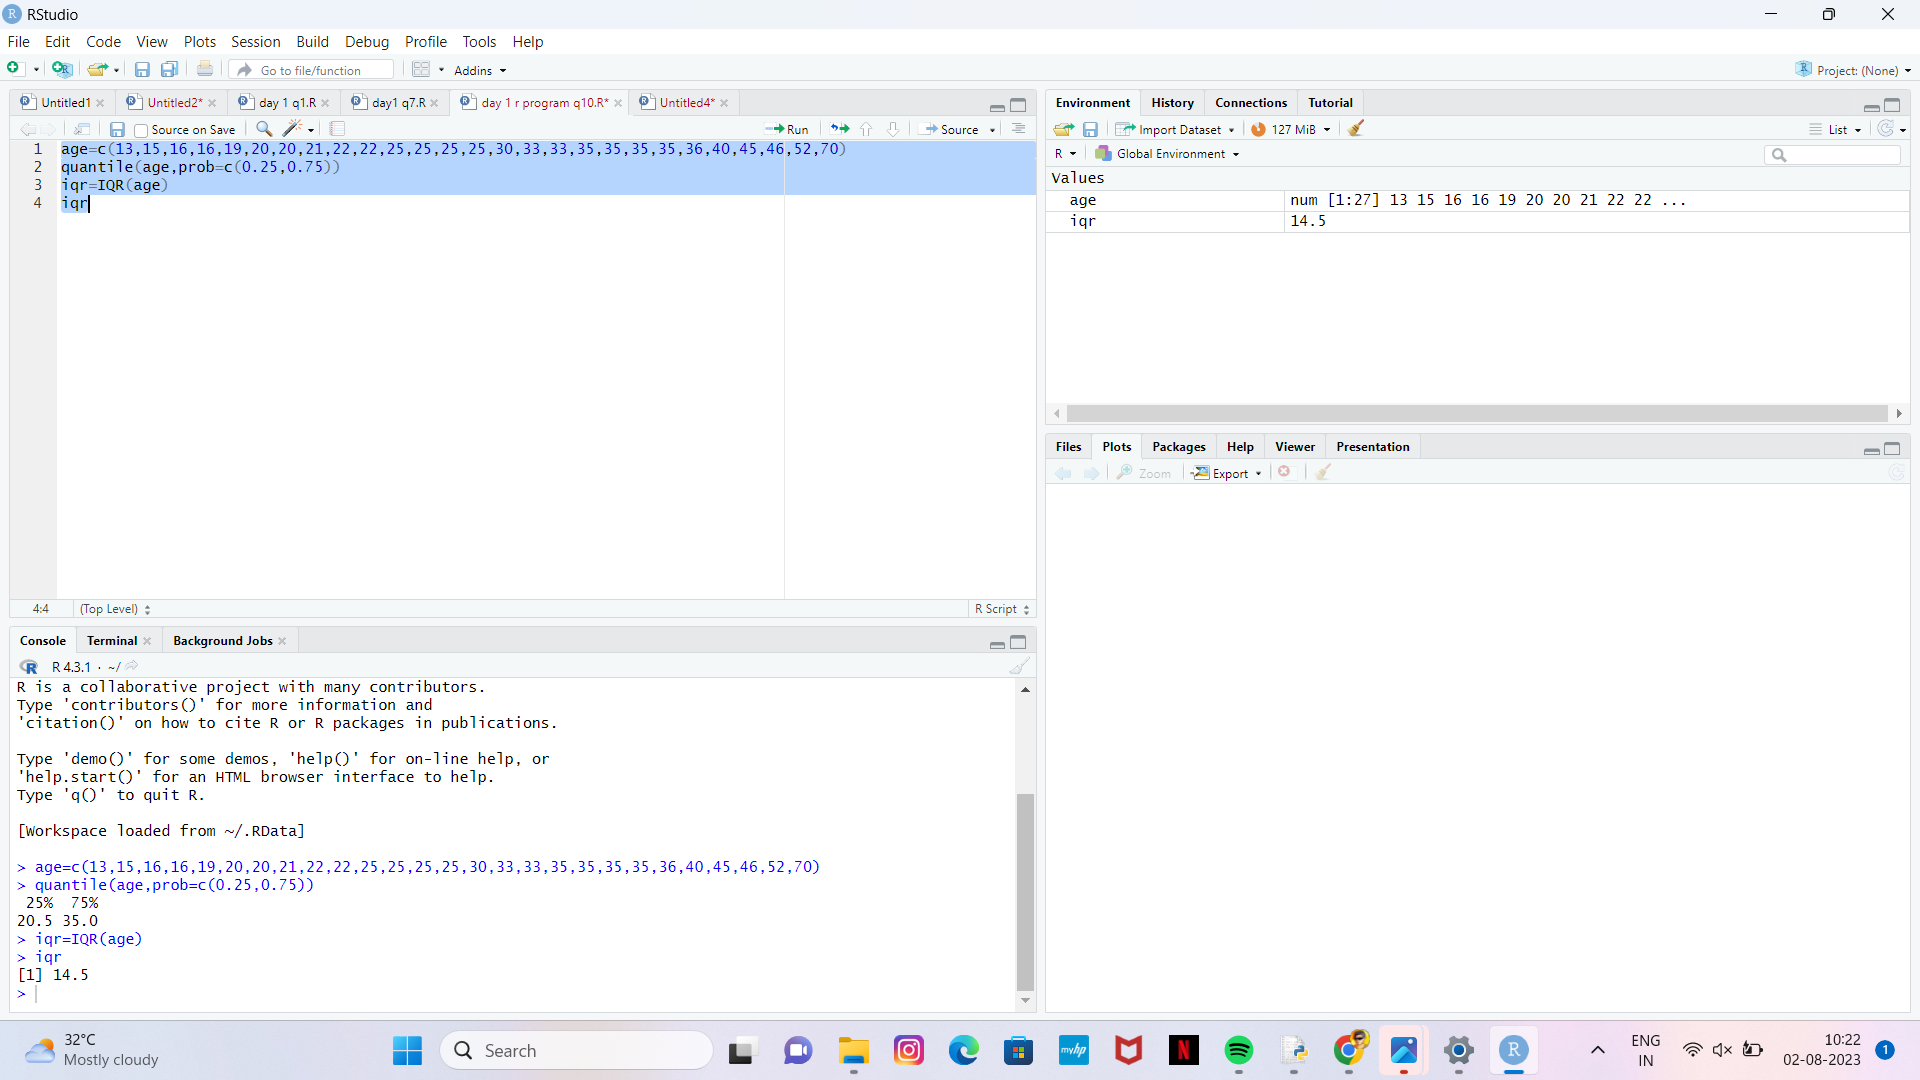 RStudio
File Edit Code View Plots Session Build Debug Profile Tools Help
Go to file/function Addins Project: (None)
Untitled1 Untitled2* day 1 q1.R day1 q7.R day 1 r program q10.R* Untitled4*
Source on Save Run Source
1 age=c(13,15,16,16,19,20,20,21,22,22,25,25,25,25,30,33,33,35,35,35,35,36,40,45,46,52,70)
2 quantile(age,prob=c(0.25,0.75))
3 iqr=IQR(age)
4 iqr
4:4 (Top Level) R Script
Console Terminal Background Jobs
R 4.3.1 · ~/
R is a collaborative project with many contributors.
Type 'contributors()' for more information and
'citation()' on how to cite R or R packages in publications.
Type 'demo()' for some demos, 'help()' for on-line help, or
'help.start()' for an HTML browser interface to help.
Type 'q()' to quit R.
[Workspace loaded from ~/.RData]
> age=c(13,15,16,16,19,20,20,21,22,22,25,25,25,25,30,33,33,35,35,35,35,36,40,45,46,52,70)
> quantile(age,prob=c(0.25,0.75))
25% 75%
20.5 35.0
> iqr=IQR(age)
> iqr
[1] 14.5
>
Environment History Connections Tutorial
Import Dataset 127 MiB List
R Global Environment
Values
age num [1:27] 13 15 16 16 19 20 20 21 22 22 ...
iqr 14.5
Files Plots Packages Help Viewer Presentation
Zoom Export
32°C
Mostly cloudy
Search
myhp
N
R
ENG
IN
10:22
02-08-2023
1